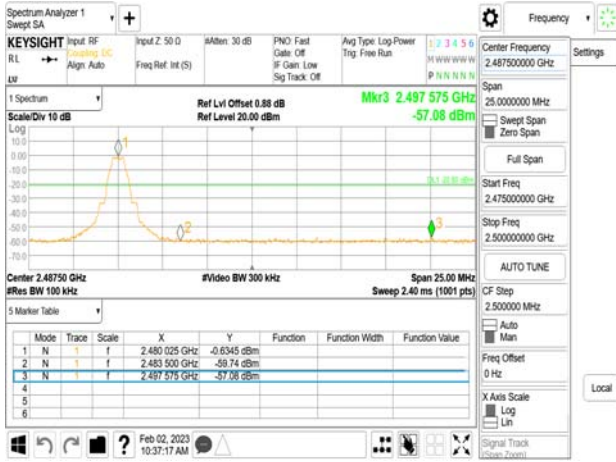 Spectrum Analyzer 1
Swept SA
+
Frequency
Settings
KEYSIGHT Input: RF Input Z: 50 Ω #Atten: 30 dB PNO: Fast Avg Type: Log-Power 1 2 3 4 5 6
RL Coupling: DC Gate: Off Trig: Free Run M W W W W W
Align: Auto Freq Ref: Int (S) IF Gain: Low
Sig Track: Off P N N N N N
1 Spectrum Ref Lvl Offset 0.88 dB Mkr3 2.497 575 GHz
Scale/Div 10 dB Ref Level 20.00 dBm -57.08 dBm
Log
10.0
0.00
-10.0
-20.0
-30.0
-40.0
-50.0
-60.0
-70.0
1
2
3
Center 2.48750 GHz #Video BW 300 kHz Span 25.00 MHz
#Res BW 100 kHz Sweep 2.40 ms (1001 pts)
5 Marker Table
Mode Trace Scale X Y Function Function Width Function Value
1 N 1 f 2.480 025 GHz -0.6345 dBm
2 N 1 f 2.483 500 GHz -59.74 dBm
3 N 1 f 2.497 575 GHz -57.08 dBm
4
5
6
? Feb 02, 2023
10:37:17 AM
Center Frequency
2.487500000 GHz
Span
25.0000000 MHz
Swept Span
Zero Span
Full Span
Start Freq
2.475000000 GHz
Stop Freq
2.500000000 GHz
AUTO TUNE
CF Step
2.500000 MHz
Auto
Man
Freq Offset
0 Hz
X Axis Scale
Log
Lin
Signal Track
(Span Zoom)
Local